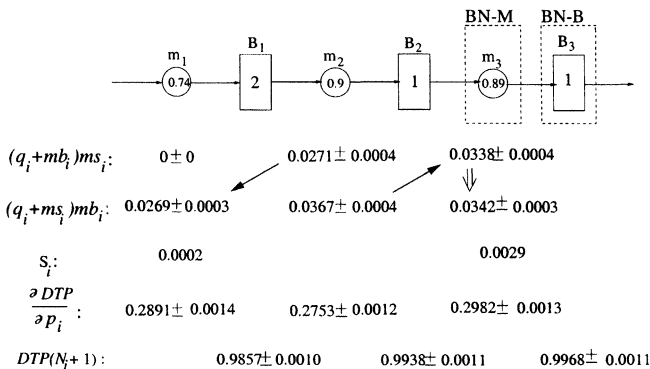 BN-M BN-B
m1 B1 m2 B2 m3 B3
0.74 2 0.9 1 0.89 1
(qi+mbi)msi: 0±0 0.0271±0.0004 0.0338±0.0004
(qi+msi)mbi: 0.0269±0.0003 0.0367±0.0004 0.0342±0.0003
Si: 0.0002 0.0029
∂DTP/∂pi : 0.2891±0.0014 0.2753±0.0012 0.2982±0.0013
DTP(Ni+1): 0.9857±0.0010 0.9938±0.0011 0.9968±0.0011